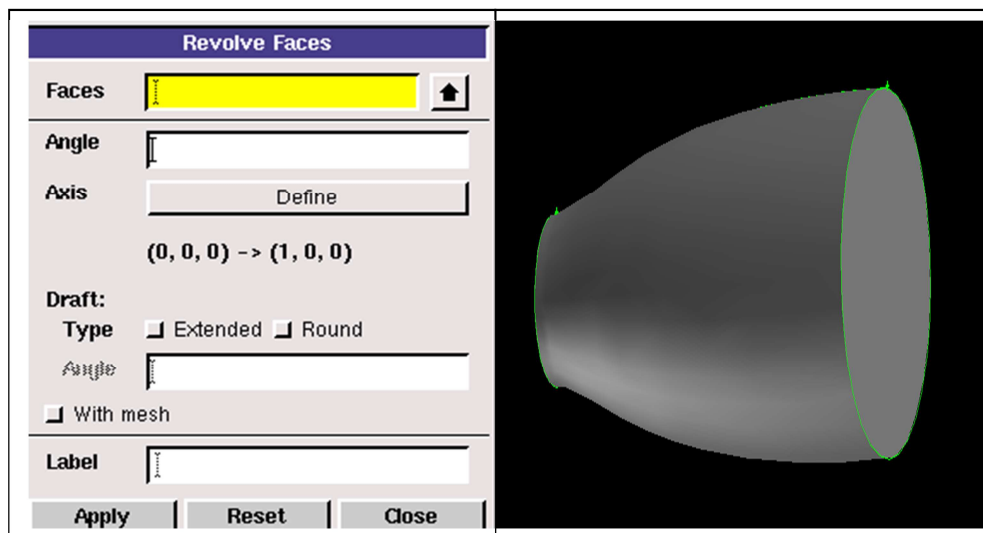 Revolve Faces
Faces
Angle
Axis Define
(0, 0, 0) -> (1, 0, 0)
Draft:
Type Extended Round
Angle
With mesh
Label
Apply Reset Close